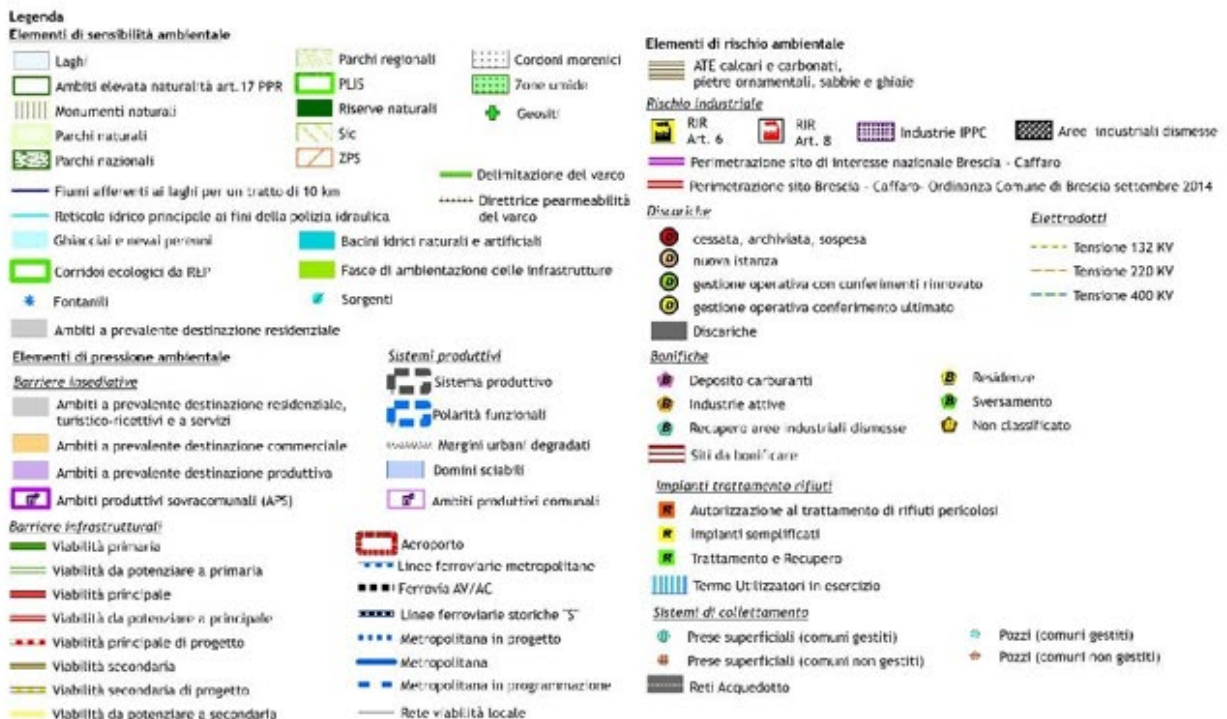 Legenda
Elementi di sensibilità ambientale
Laghi
Ambiti elevata naturalità art.17 PPR
Monumenti naturali
Parchi naturali
Parchi nazionali
Parchi regionali
PLIS
Riserve naturali
Sic
ZPS
Cordoni morenici
Zone umide
Geositi
Fiumi afferenti ai laghi per un tratto di 10 km
Reticolo idrico principale ai fini della polizia idraulica
Ghiacciai e nevai perenni
Corridoi ecologici da REP
Fontanili
Ambiti a prevalente destinazione residenziale
Delimitazione del varco
Direttrice pearmeabilità
del varco
Bacini idrici naturali e artificiali
Fasce di ambientazione delle infrastrutture
Sorgenti
Elementi di pressione ambientale
Barriere insediative
Ambiti a prevalente destinazione residenziale,
turistico-ricettivi e a servizi
Ambiti a prevalente destinazione commerciale
Ambiti a prevalente destinazione produttiva
Ambiti produttivi sovracomunali (APS)
Sistemi produttivi
Sistema produttivo
Polarità funzionali
Margini urbani degradati
Domini sciabili
Ambiti produttivi comunali
Barriere infrastrutturali
Viabilità primaria
Viabilità da potenziare a primaria
Viabilità principale
Viabilità da potenziare a principale
Viabilità principale di progetto
Viabilità secondaria
Viabilità secondaria di progetto
Viabilità da potenziare a secondaria
Aeroporto
Linee ferroviarie metropolitane
Ferrovia AV/AC
Linee ferroviarie storiche "S"
Metropolitana in progetto
Metropolitana
Metropolitana in programmazione
Rete viabilità locale
Elementi di rischio ambientale
ATE calcari e carbonati,
pietre ornamentali, sabbie e ghiaie
Rischio industriale
RIR
Art. 6
RIR
Art. 8
Industrie IPPC
Aree industriali dismesse
Perimetrazione sito di interesse nazionale Brescia - Caffaro
Perimetrazione sito Brescia - Caffaro- Ordinanza Comune di Brescia settembre 2014
Discariche
D cessata, archiviata, sospesa
D nuova istanza
D gestione operativa con conferimenti rinnovato
D gestione operativa conferimento ultimato
Discariche
Elettrodotti
Tensione 132 KV
Tensione 220 KV
Tensione 400 KV
Bonifiche
B Deposito carburanti
B Industrie attive
B Recupero aree industriali dismesse
Siti da bonificare
B Residenze
B Sversamento
Non classificato
Impianti trattamento rifiuti
R Autorizzazione al trattamento di rifiuti pericolosi
R Impianti semplificati
R Trattamento e Recupero
Termo Utilizzatori in esercizio
Sistemi di collettamento
Prese superficiali (comuni gestiti)
Prese superficiali (comuni non gestiti)
Reti Acquedotto
Pozzi (comuni gestiti)
Pozzi (comuni non gestiti)